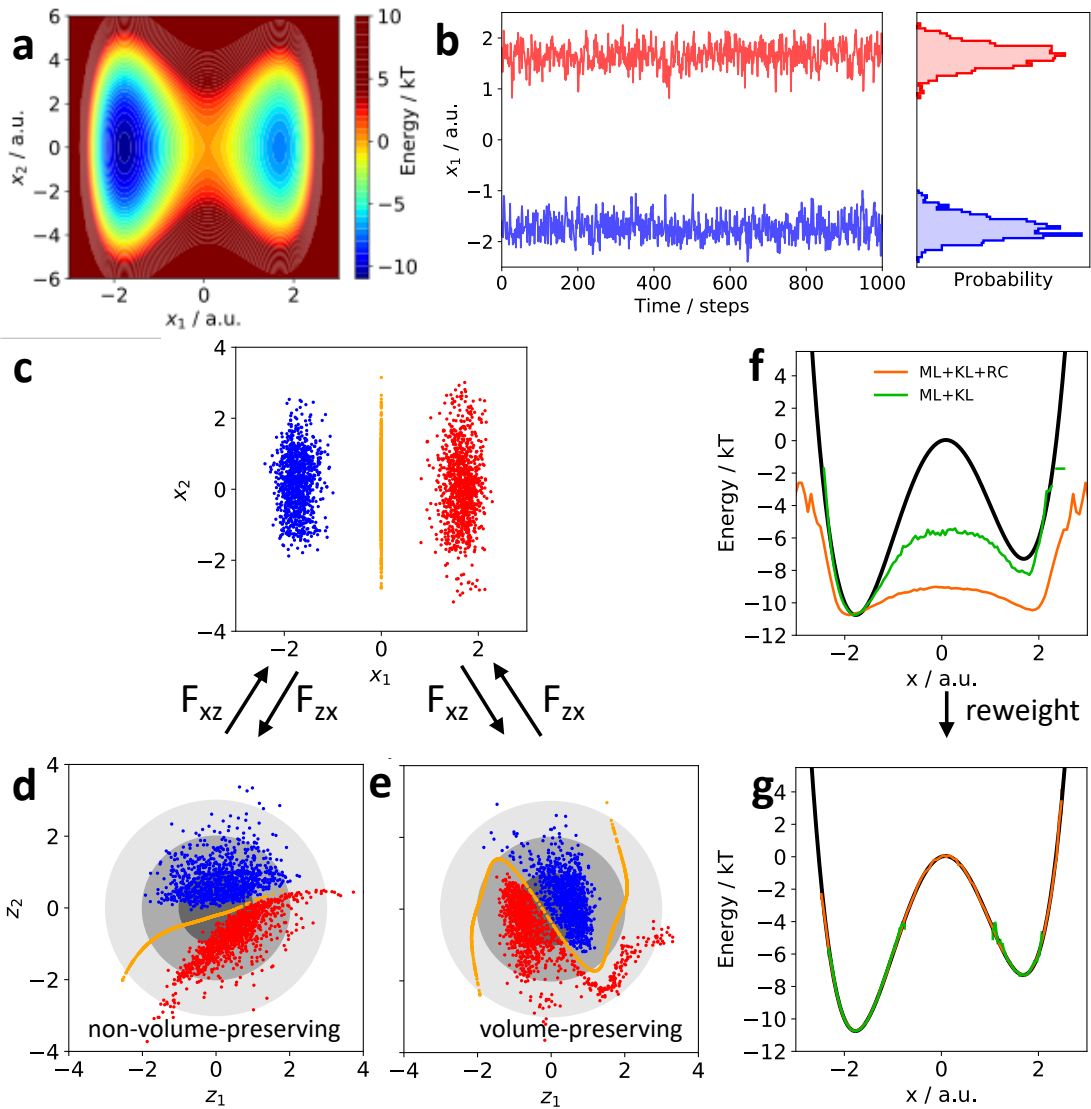 a
6
4
2
0
−2
−4
−6
x2 / a.u.
−2 0 2
x1 / a.u.
10
5
0
−5
−10
Energy / kT
b
2
1
0
−1
−2
x1 / a.u.
0 200 400 600 800 1000
Time / steps
Probability
c
4
2
0
−2
−4
x2
−2 0 2
x1
Fxz
Fzx
Fxz
Fzx
f
ML+KL+RC
ML+KL
4
2
0
−2
−4
−6
−8
−10
−12
Energy / kT
−2 0 2
x / a.u.
reweight
d
4
2
0
−2
−4
z2
non-volume-preserving
−4 −2 0 2 4
z1
e
volume-preserving
−4 −2 0 2 4
z1
g
4
2
0
−2
−4
−6
−8
−10
−12
Energy / kT
−2 0 2
x / a.u.